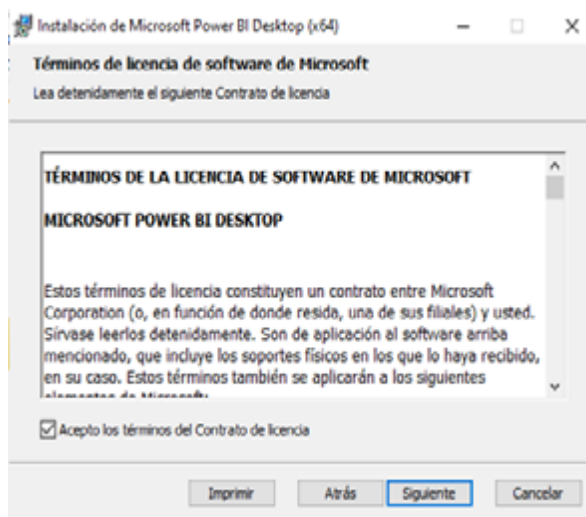 Instalación de Microsoft Power BI Desktop (x64)
Términos de licencia de software de Microsoft
Lea detenidamente el siguiente Contrato de licencia
TÉRMINOS DE LA LICENCIA DE SOFTWARE DE MICROSOFT
MICROSOFT POWER BI DESKTOP
Estos términos de licencia constituyen un contrato entre Microsoft
Corporation (o, en función de donde resida, una de sus filiales) y usted.
Sírvase leerlos detenidamente. Son de aplicación al software arriba
mencionado, que incluye los soportes físicos en los que lo haya recibido,
en su caso. Estos términos también se aplicarán a los siguientes
elementos de Microsoft:
Acepto los términos del Contrato de licencia
Imprimir
Atrás
Siguiente
Cancelar